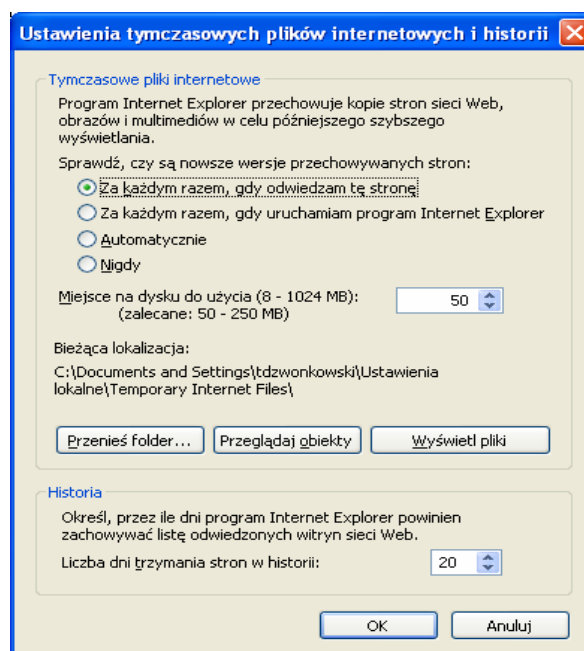 Ustawienia tymczasowych plików internetowych i historii
Tymczasowe pliki internetowe
Program Internet Explorer przechowuje kopie stron sieci Web,
obrazów i multimediów w celu późniejszego szybszego
wyświetlania.
Sprawdź, czy są nowsze wersje przechowywanych stron:
Za każdym razem, gdy odwiedzam tę stronę
Za każdym razem, gdy uruchamiam program Internet Explorer
Automatycznie
Nigdy
Miejsce na dysku do użycia (8 - 1024 MB): 50
(zalecane: 50 - 250 MB)
Bieżąca lokalizacja:
C:\Documents and Settings\tdzwonkowski\Ustawienia
lokalne\Temporary Internet Files\
Przenieś folder... Przeglądaj obiekty Wyświetl pliki
Historia
Określ, przez ile dni program Internet Explorer powinien
zachowywać listę odwiedzonych witryn sieci Web.
Liczba dni trzymania stron w historii: 20
OK Anuluj